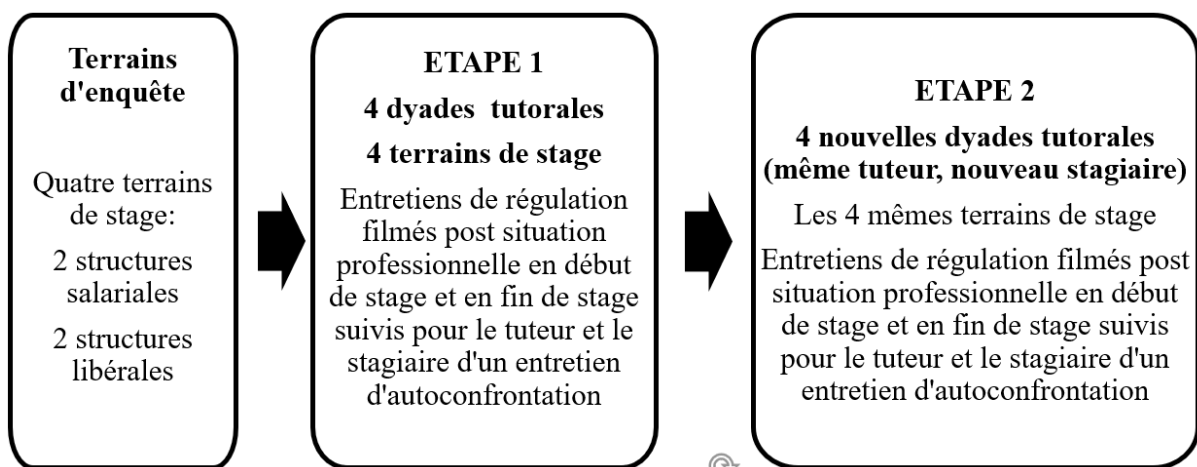 Terrains
d'enquête
Quatre terrains
de stage:
2 structures
salariales
2 structures
libérales
ETAPE 1
4 dyades tutorales
4 terrains de stage
Entretiens de régulation
filmés post situation
professionnelle en début
de stage et en fin de stage
suivis pour le tuteur et le
stagiaire d'un entretien
d'autoconfrontation
ETAPE 2
4 nouvelles dyades tutorales
(même tuteur, nouveau stagiaire)
Les 4 mêmes terrains de stage
Entretiens de régulation filmés post
situation professionnelle en début
de stage et en fin de stage suivis
pour le tuteur et le stagiaire d'un
entretien d'autoconfrontation